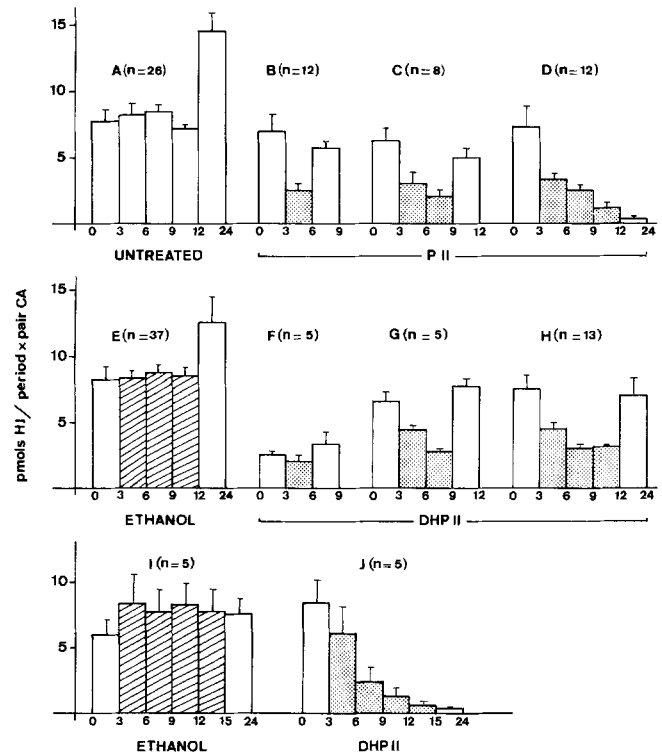 pmols HJ/ period x pair CA
15
10
5
A (n=26)
B (n=12)
C (n=8)
D (n=12)
0 3 6 9 12 24
0 3 6 9
0 3 6 9 12
0 3 6 9 12 24
UNTREATED
P II
15
10
5
E (n=37)
F (n=5)
G (n=5)
H (n=13)
0 3 6 9 12 24
0 3 6 9
0 3 6 9 12
0 3 6 9 12 24
ETHANOL
DHP II
10
5
I (n=5)
J (n=5)
0 3 6 9 12 15 24
0 3 6 9 12 15 24
ETHANOL
DHP II